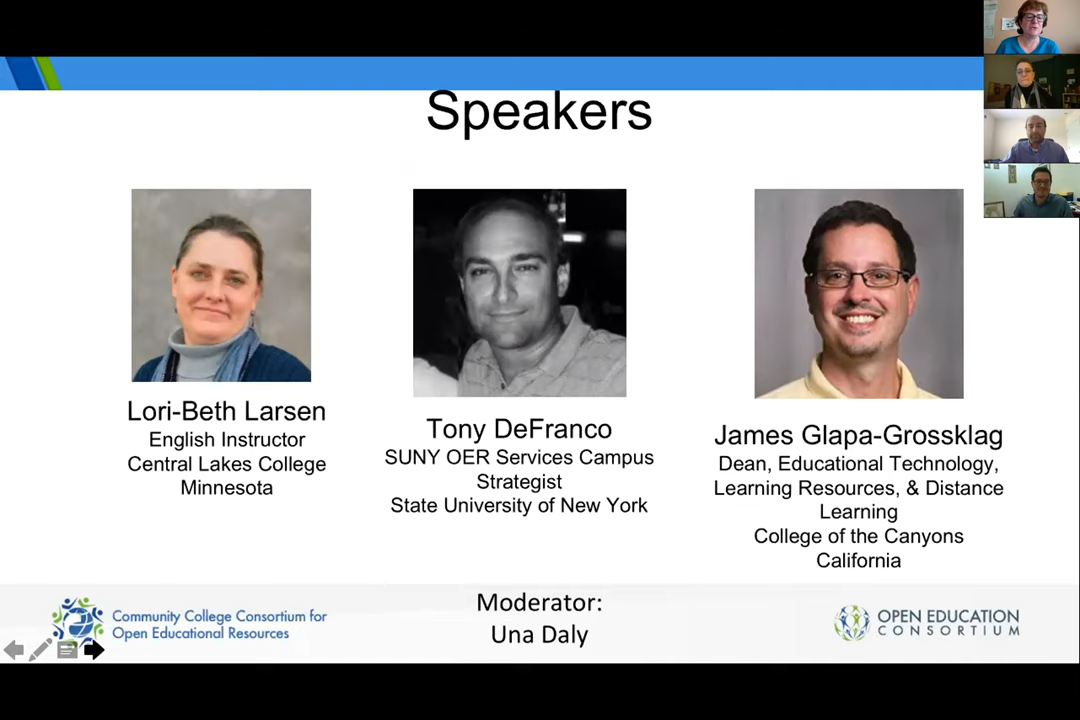 Speakers
Lori-Beth Larsen
English Instructor
Central Lakes College
Minnesota
Tony DeFranco
SUNY OER Services Campus
Strategist
State University of New York
James Glapa-Grossklag
Dean, Educational Technology,
Learning Resources, & Distance
Learning
College of the Canyons
California
Community College Consortium for
Open Educational Resources
Moderator:
Una Daly
OPEN EDUCATION
CONSORTIUM